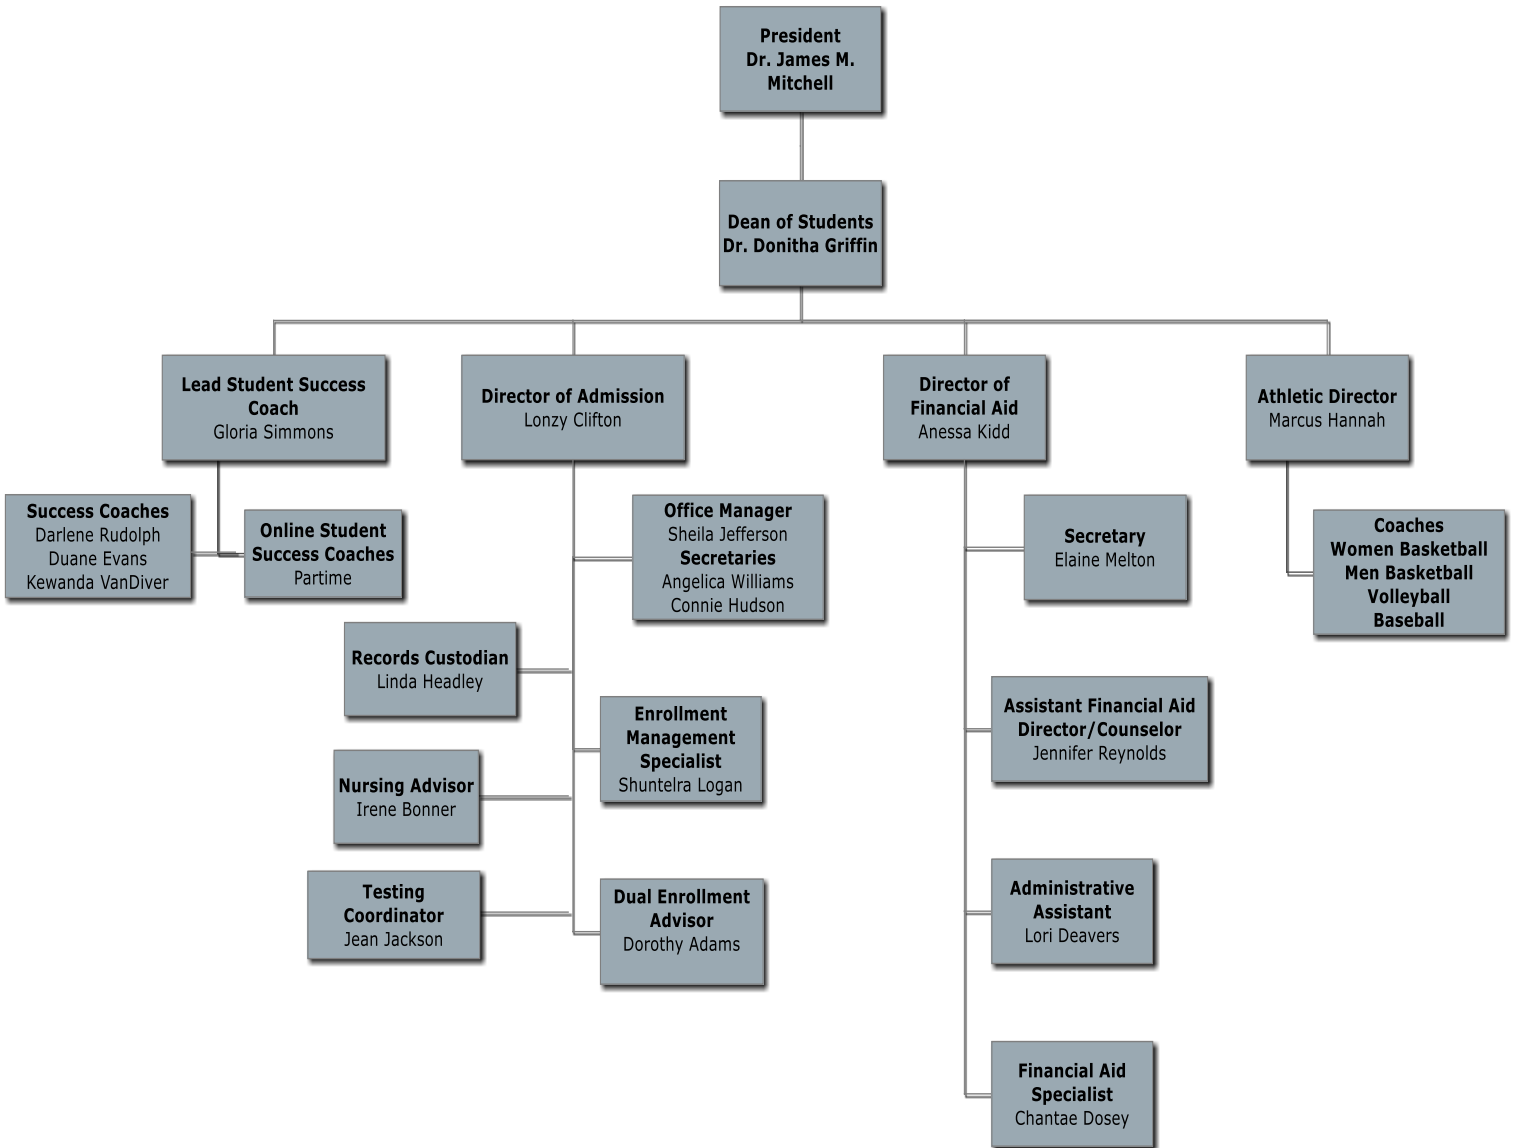 President
Dr. James M.
Mitchell
Dean of Students
Dr. Donitha Griffin
Lead Student Success
Coach
Gloria Simmons
Director of Admission
Lonzy Clifton
Director of
Financial Aid
Anessa Kidd
Athletic Director
Marcus Hannah
Success Coaches
Darlene Rudolph
Duane Evans
Kewanda VanDiver
Online Student
Success Coaches
Partime
Office Manager
Sheila Jefferson
Secretaries
Angelica Williams
Connie Hudson
Secretary
Elaine Melton
Coaches
Women Basketball
Men Basketball
Volleyball
Baseball
Records Custodian
Linda Headley
Enrollment
Management
Specialist
Shuntelra Logan
Assistant Financial Aid
Director/Counselor
Jennifer Reynolds
Nursing Advisor
Irene Bonner
Testing
Coordinator
Jean Jackson
Dual Enrollment
Advisor
Dorothy Adams
Administrative
Assistant
Lori Deavers
Financial Aid
Specialist
Chantae Dosey